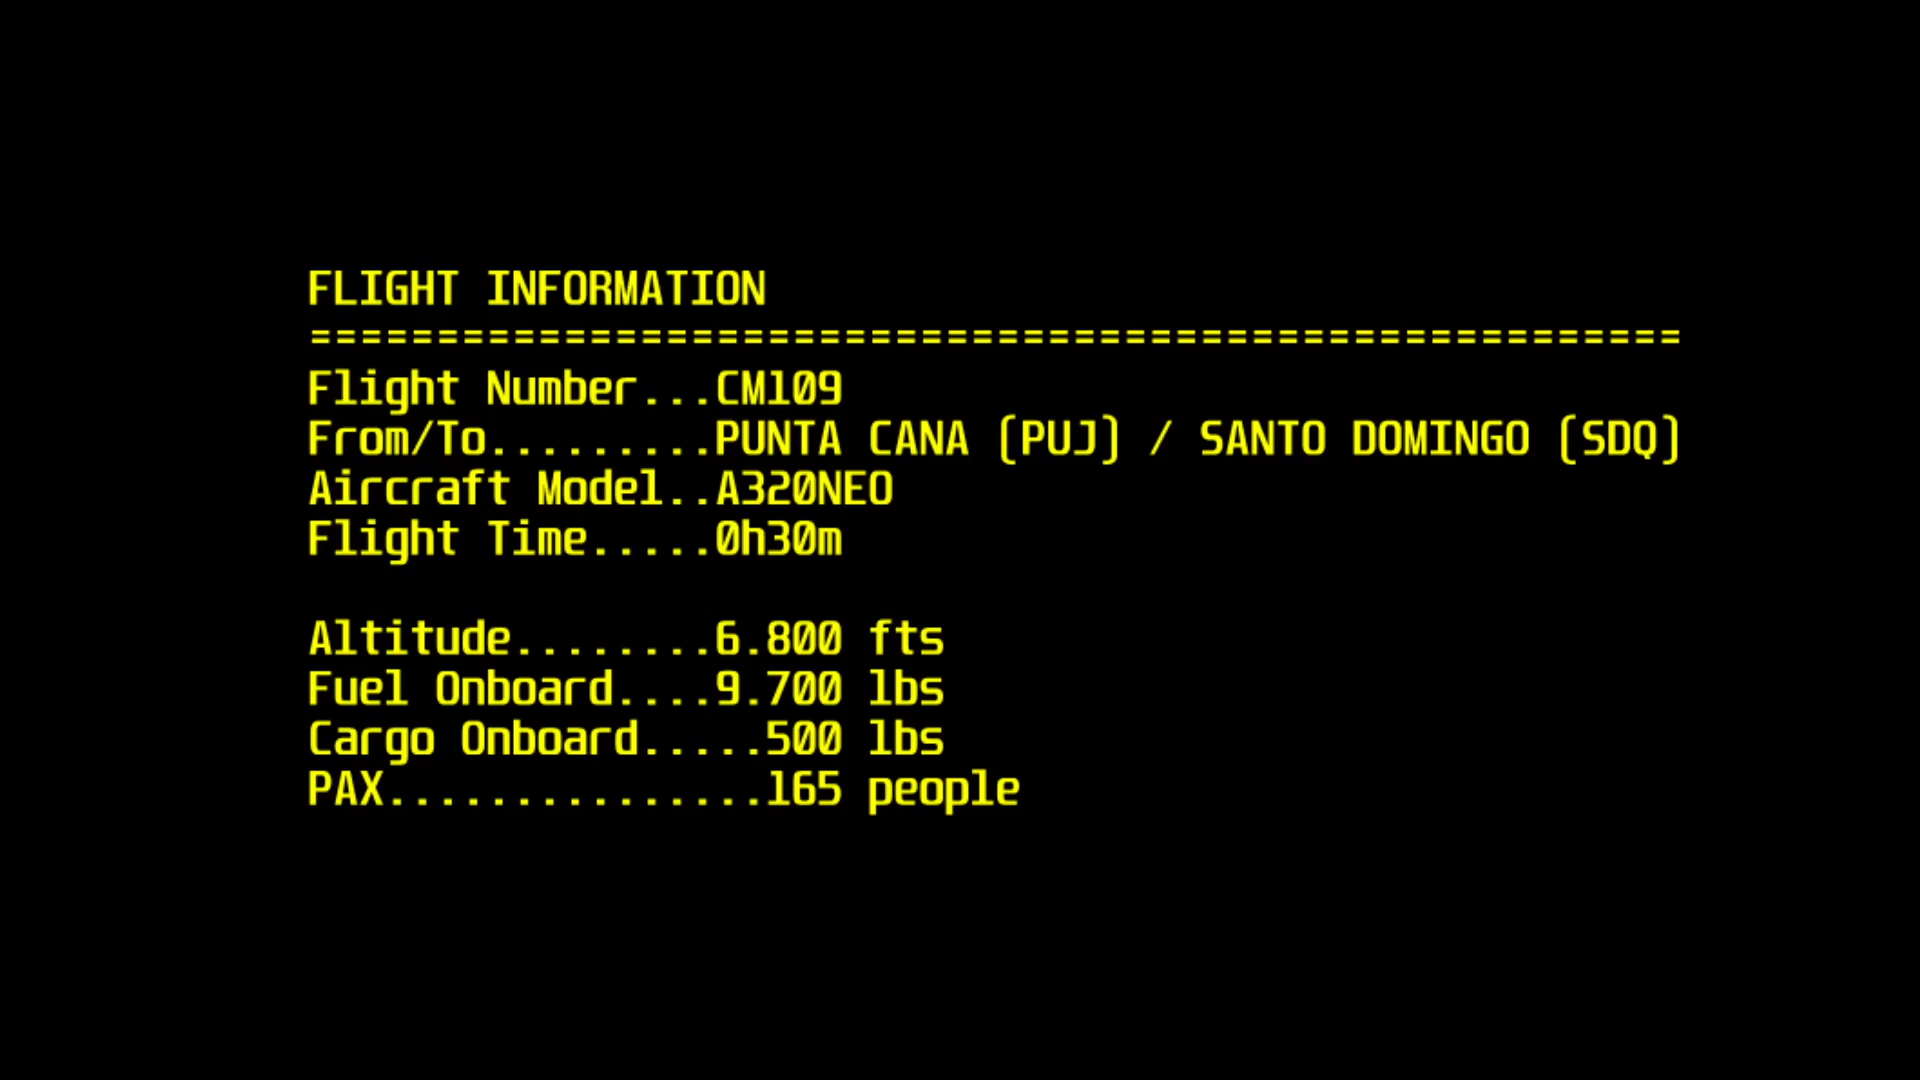 FLIGHT INFORMATION
======================================================
Flight Number...CM109
From/To.........PUNTA CANA (PUJ) / SANTO DOMINGO (SDQ)
Aircraft Model..A320NEO
Flight Time.....0h30m
Altitude........6.800 fts
Fuel Onboard....9.700 lbs
Cargo Onboard.....500 lbs
PAX...............165 people